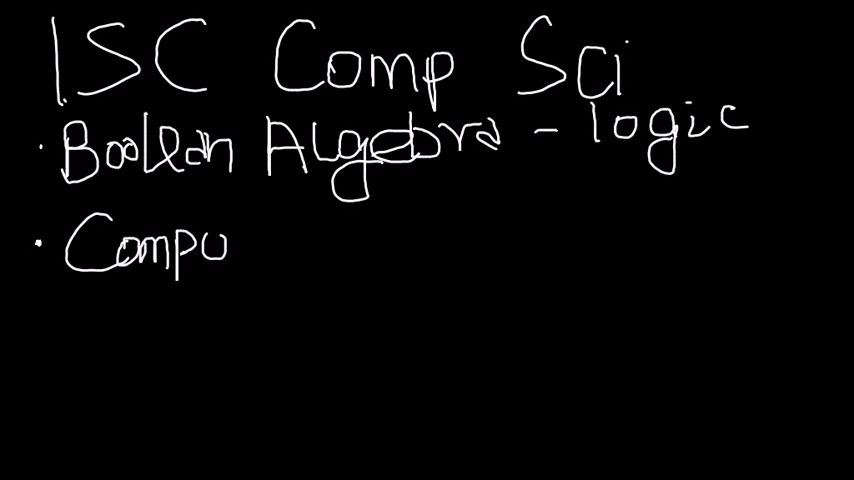 ISC Comp Sci
• Boolean Algebra - logic
• Compu